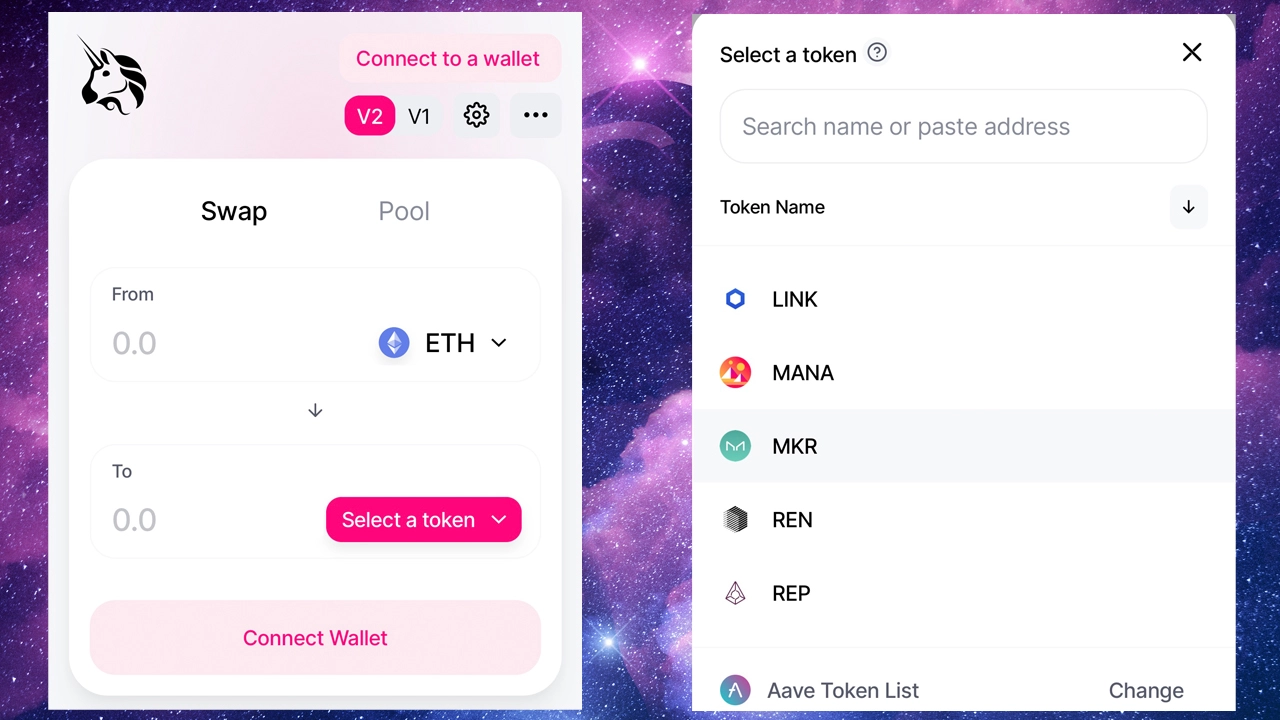 Connect to a wallet
V2 V1
Swap Pool
From
0.0 ETH
To
0.0 Select a token
Connect Wallet
Select a token ?
Search name or paste address
Token Name
LINK
MANA
MKR
REN
REP
Aave Token List Change